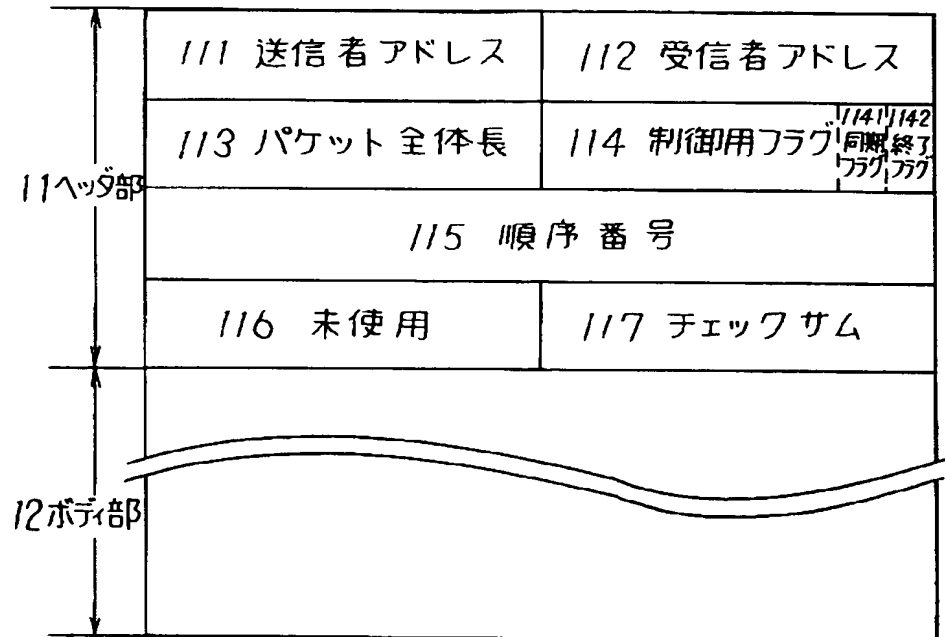 111 送信者アドレス
112 受信者アドレス
113 パケット全体長
114 制御用フラグ
1141
同期
フラグ
1142
終了
フラグ
11ヘッダ部
115 順序番号
116 未使用
117 チェックサム
12ボディ部